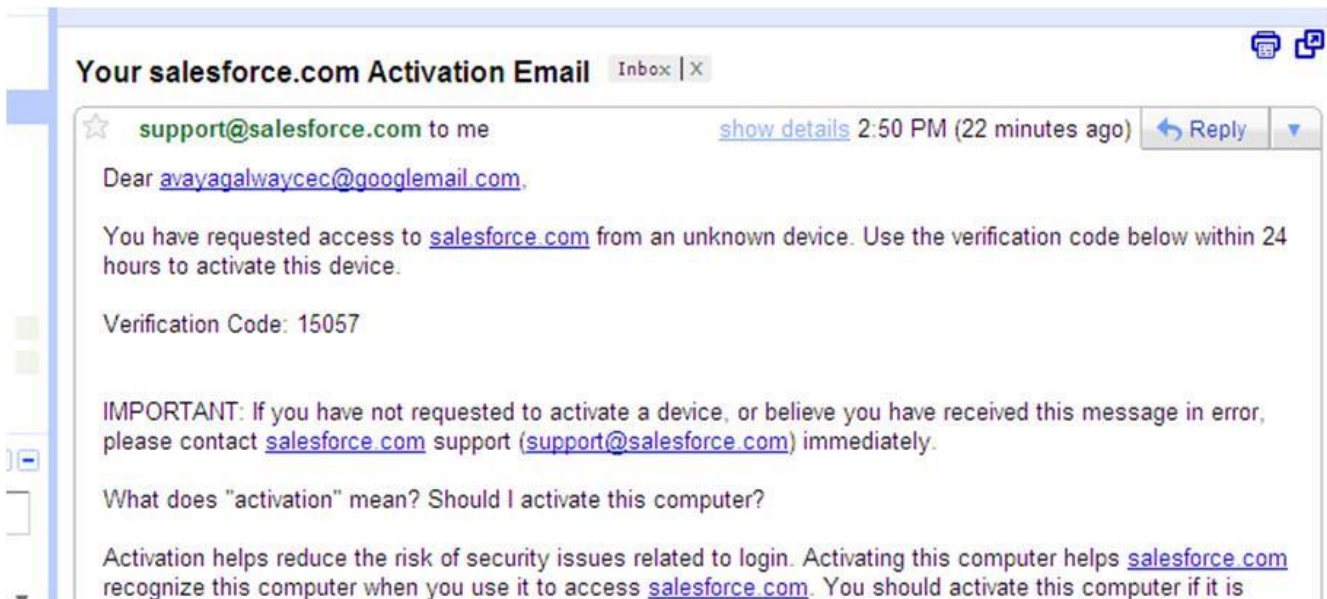 Your salesforce.com Activation Email Inbox | X
support@salesforce.com to me show details 2:50 PM (22 minutes ago) Reply
Dear avayagalwaycec@googlemail.com,
You have requested access to salesforce.com from an unknown device. Use the verification code below within 24
hours to activate this device.
Verification Code: 15057
IMPORTANT: If you have not requested to activate a device, or believe you have received this message in error,
please contact salesforce.com support (support@salesforce.com) immediately.
What does "activation" mean? Should I activate this computer?
Activation helps reduce the risk of security issues related to login. Activating this computer helps salesforce.com
recognize this computer when you use it to access salesforce.com. You should activate this computer if it is